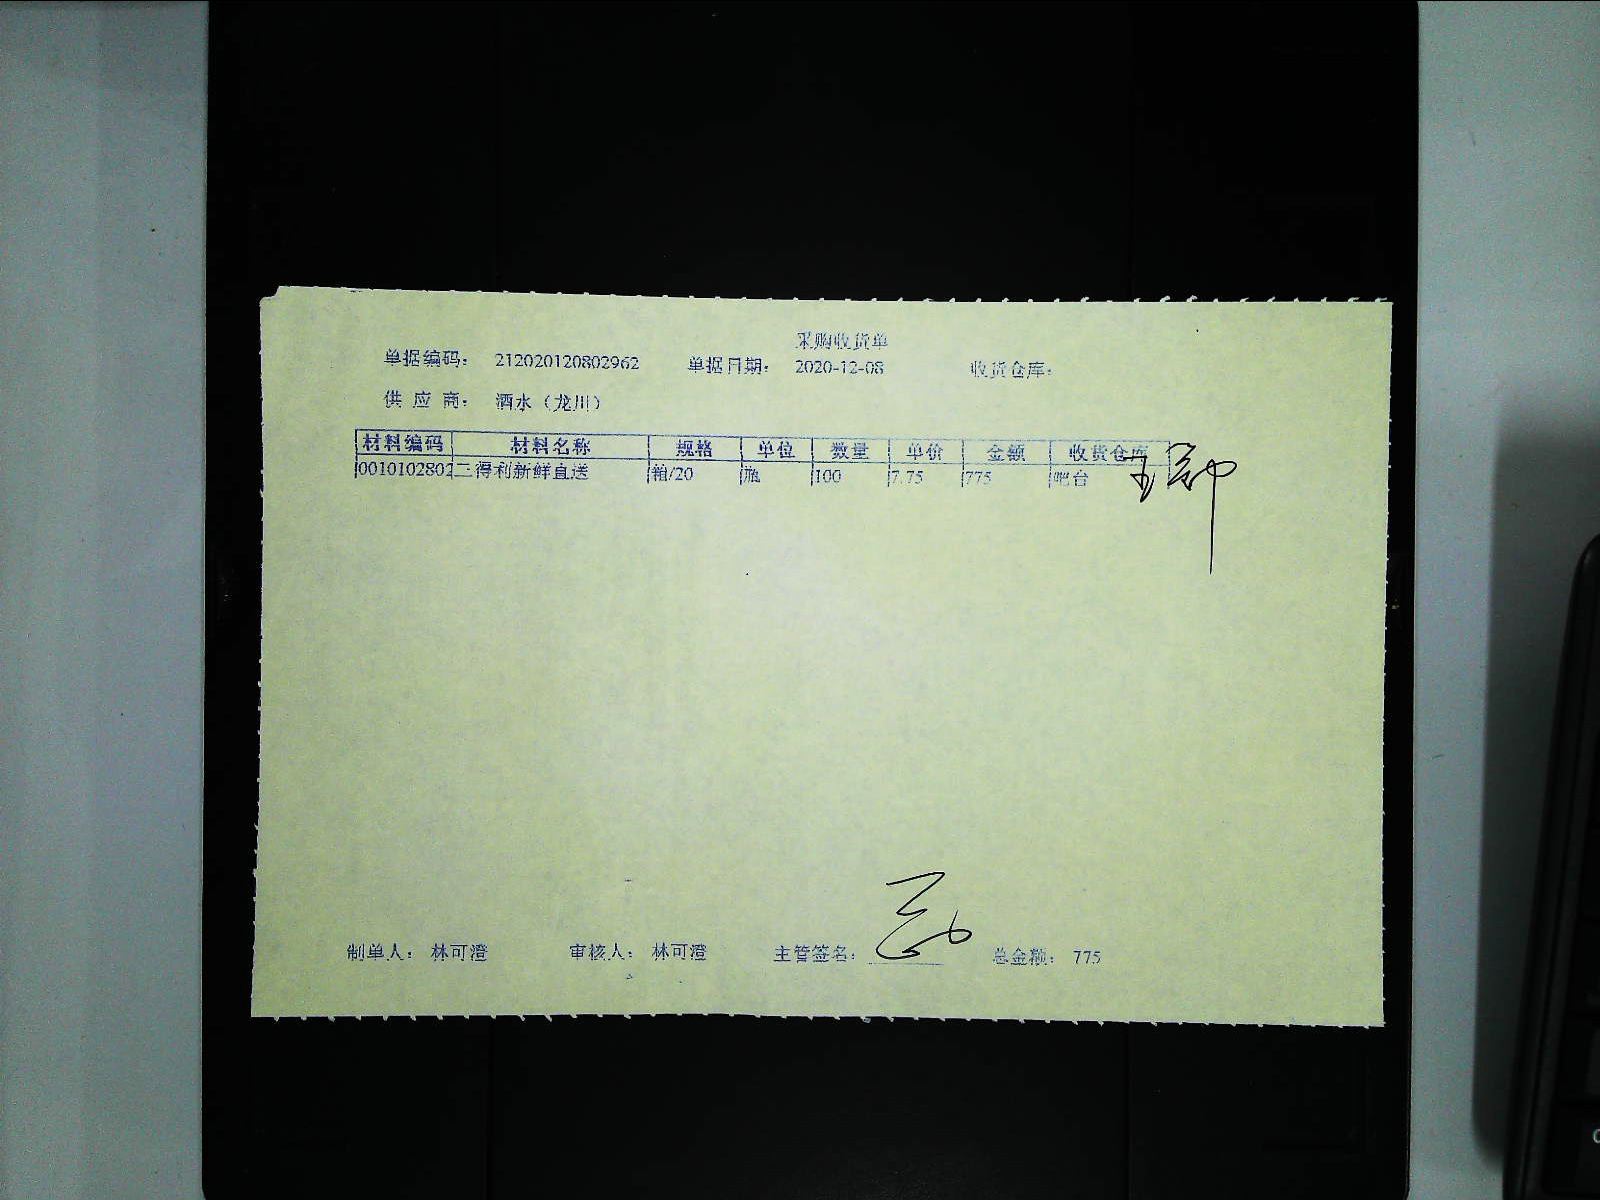 采购收货单
单据编码： 212020120802962 单据日期： 2020-12-08 收货仓库：
供 应 商： 酒水（龙川）
材料编码 材料名称 规格 单位 数量 单价 金额 收货仓库
0010102802 三得利新鲜直送 箱/20 瓶 100 7.75 775 吧台
制单人： 林可澄 审核人： 林可澄 主管签名： 总金额： 775